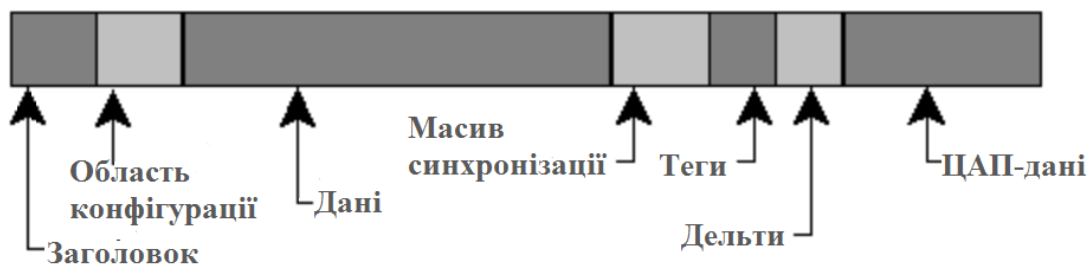 Масив
синхронізації
Теги
ЦАП-дані
Область
конфігурації
Дані
Дельти
Заголовок